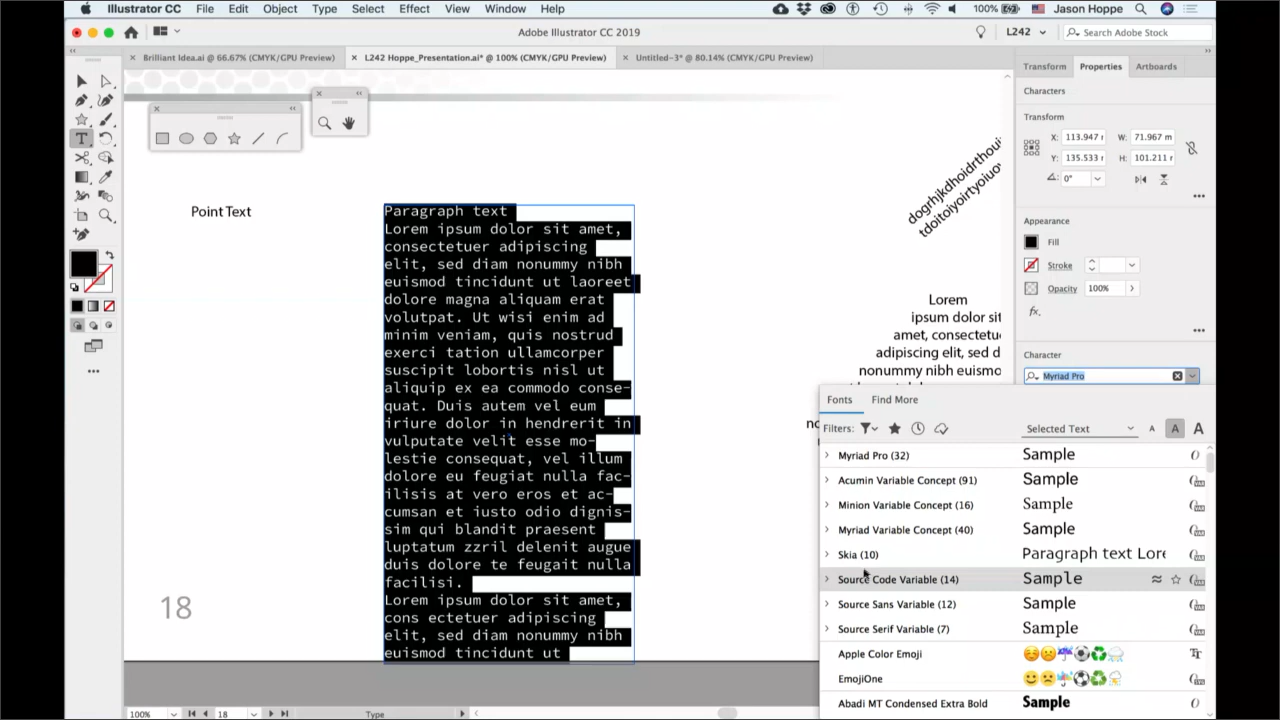 Illustrator CC File Edit Object Type Select Effect View Window Help 100% Jason Hoppe
Adobe Illustrator CC 2019 L242 Search Adobe Stock
Brilliant Idea.ai @ 66.67% (CMYK/GPU Preview) L242 Hoppe_Presentation.ai* @ 100% (CMYK/GPU Preview) Untitled-3* @ 80.14% (CMYK/GPU Preview)
Transform Properties Artboards
Characters
Transform
X: 113.947 W: 71.967 m
Y: 135.533 H: 101.211
0°
Appearance
Fill
Stroke
Opacity 100%
fx.
Character
Myriad Pro
Point Text
Paragraph text
Lorem ipsum dolor sit amet,
consectetuer adipiscing
elit, sed diam nonummy nibh
euismod tincidunt ut laoreet
dolore magna aliquam erat
volutpat. Ut wisi enim ad
minim veniam, quis nostrud
exerci tation ullamcorper
suscipit lobortis nisl ut
aliquip ex ea commodo conse-
quat. Duis autem vel eum
iriure dolor in hendrerit in
vulputate velit esse mo-
lestie consequat, vel illum
dolore eu feugiat nulla fac-
ilisis at vero eros et ac-
cumsan et iusto odio dignis-
sim qui blandit praesent
luptatum zzril delenit augue
duis dolore te feugait nulla
facilisi.
Lorem ipsum dolor sit amet,
cons ectetuer adipiscing
elit, sed diam nonummy nibh
euismod tincidunt ut
dogrhjkdhoidrthoui
tdoitoiyoirtyoiuo
Lorem
ipsum dolor sit
amet, consectetu
adipiscing elit, sed d
nonummy nibh euismo
no
18
Fonts Find More
Filters: Selected Text A A A
Myriad Pro (32) Sample
Acumin Variable Concept (91) Sample
Minion Variable Concept (16) Sample
Myriad Variable Concept (40) Sample
Skia (10) Paragraph text Lore
Source Code Variable (14) Sample
Source Sans Variable (12) Sample
Source Serif Variable (7) Sample
Apple Color Emoji
EmojiOne
Abadi MT Condensed Extra Bold Sample
100% 18 Type